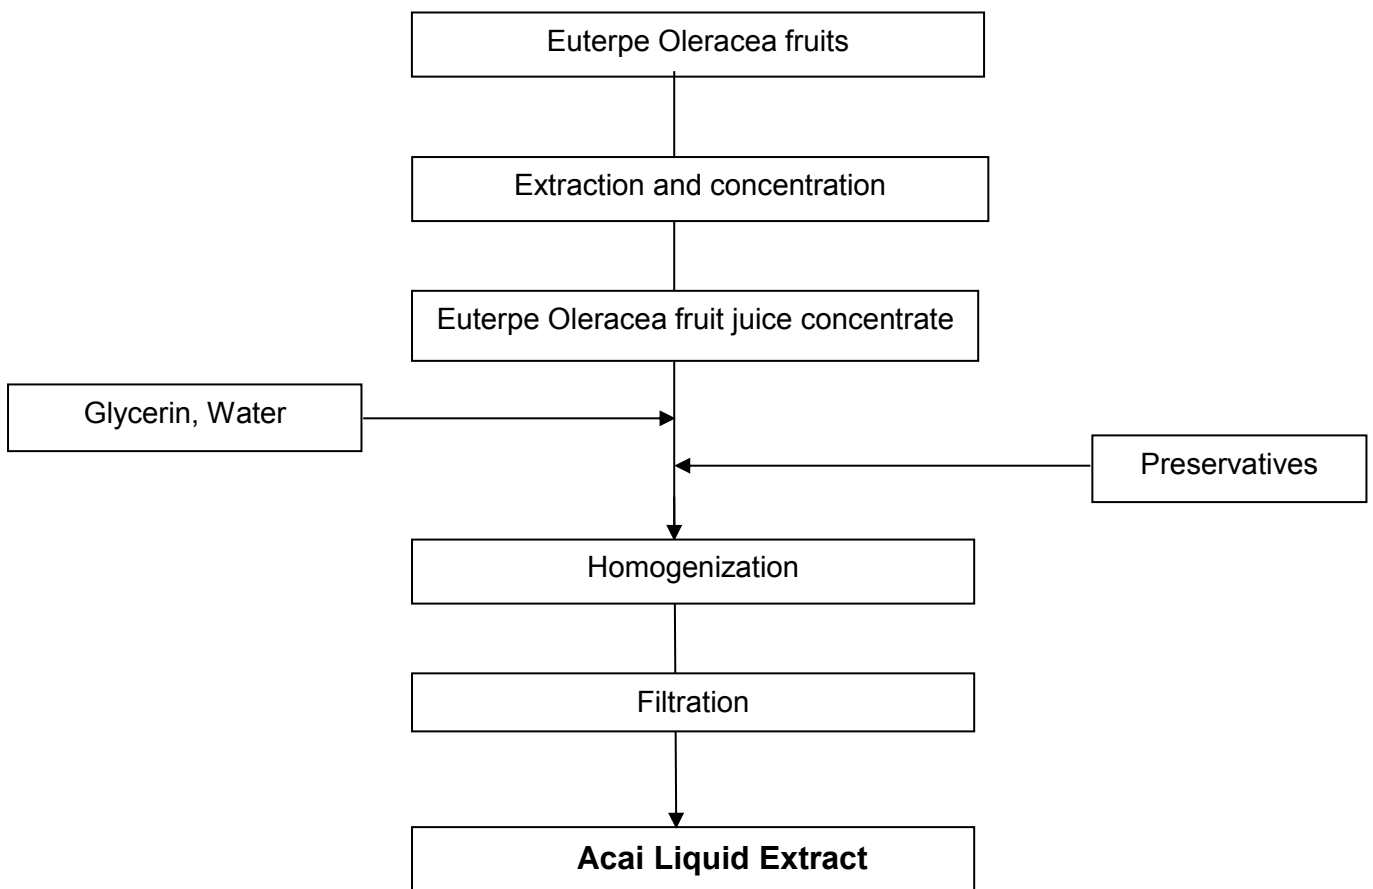 Euterpe Oleracea fruits
Extraction and concentration
Euterpe Oleracea fruit juice concentrate
Glycerin, Water
Preservatives
Homogenization
Filtration
Acai Liquid Extract